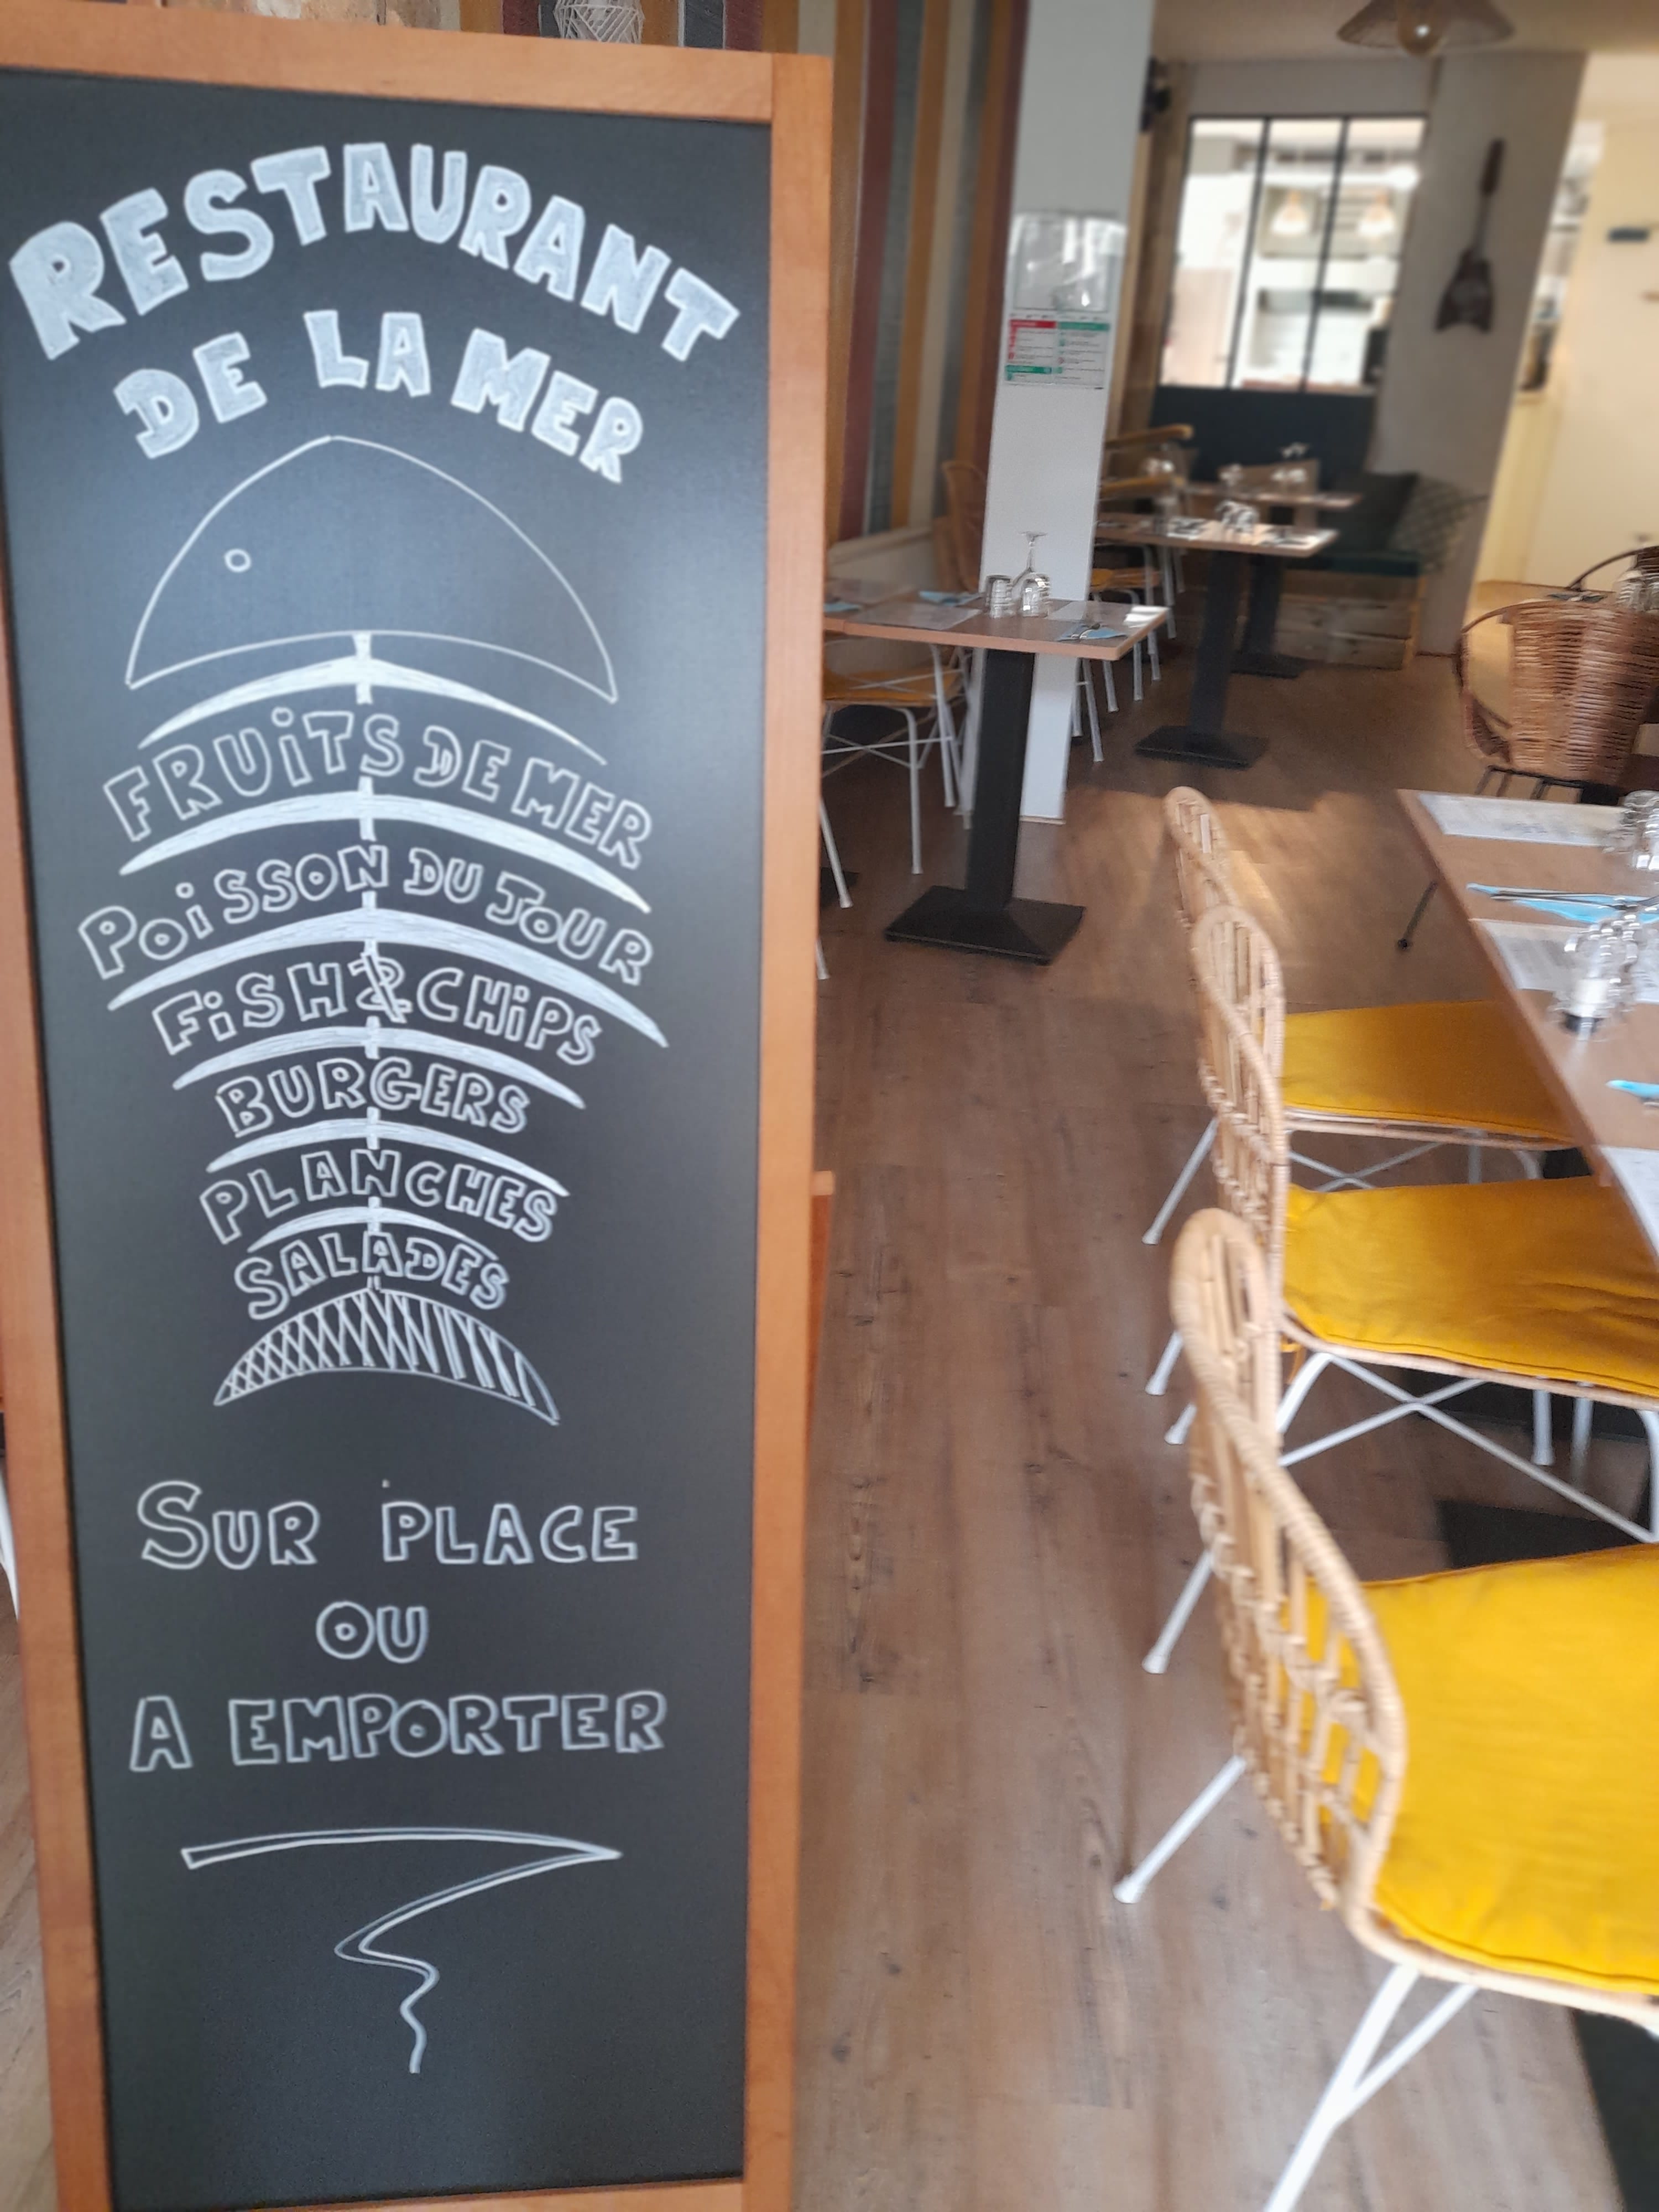 RESTAURANT
DE LA MER
FRUiTS DE MER
POiSSON DU JOUR
FiSH & CHiPS
BURGERS
PLANCHES
SALADES
SUR PLACE
OU
A EMPORTER